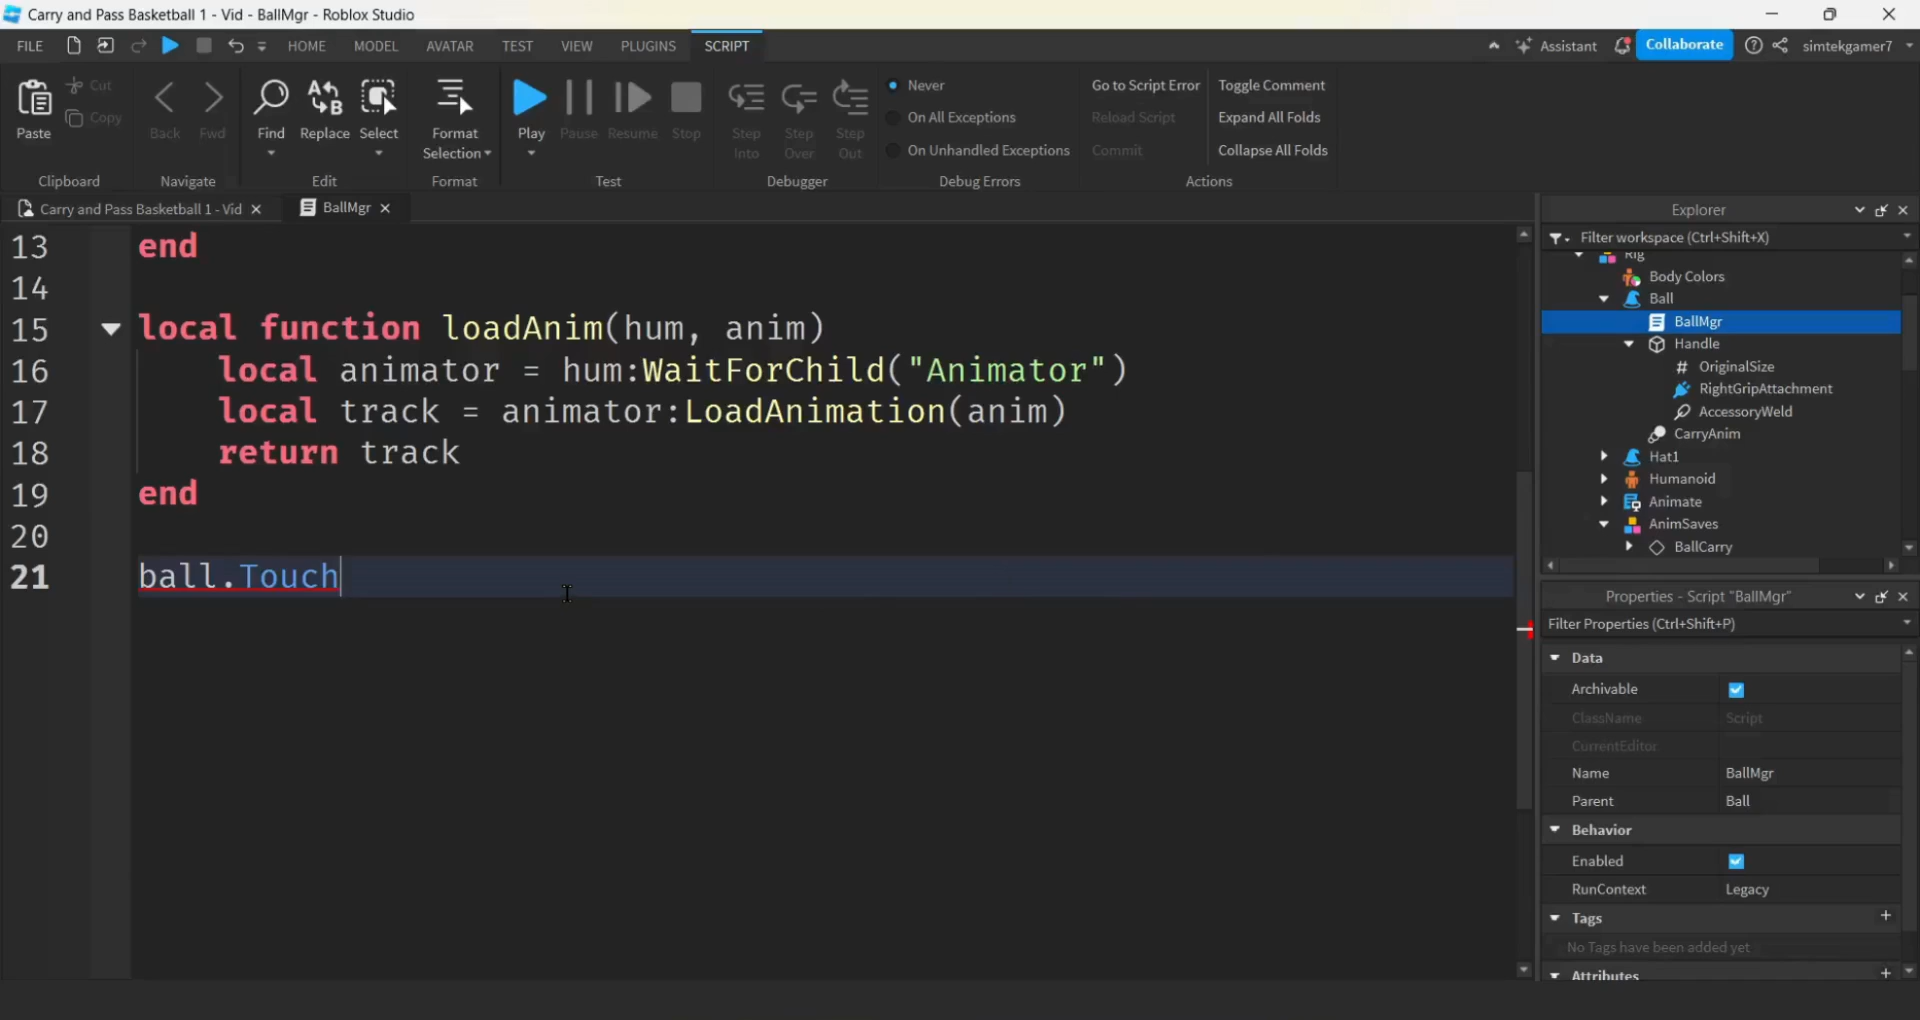 Carry and Pass Basketball 1 - Vid - BallMgr - Roblox Studio
FILE HOME MODEL AVATAR TEST VIEW PLUGINS SCRIPT Assistant Collaborate simtekgamer7
Paste Cut Copy
Back Fwd
Find Replace Select
Format Selection
Play Pause Resume Stop
Step Into Step Over Step Out
Never
On All Exceptions
On Unhandled Exceptions
Go to Script Error
Reload Script
Commit
Toggle Comment
Expand All Folds
Collapse All Folds
Clipboard Navigate Edit Format Test Debugger Debug Errors Actions
Carry and Pass Basketball 1 - Vid BallMgr
13 end
14
15 local function loadAnim(hum, anim)
16 local animator = hum:WaitForChild("Animator")
17 local track = animator:LoadAnimation(anim)
18 return track
19 end
20
21 ball.Touch
Explorer
Filter workspace (Ctrl+Shift+X)
Rig
Body Colors
Ball
BallMgr
Handle
# OriginalSize
RightGripAttachment
AccessoryWeld
CarryAnim
Hat1
Humanoid
Animate
AnimSaves
BallCarry
Properties - Script "BallMgr"
Filter Properties (Ctrl+Shift+P)
Data
Archivable
ClassName Script
CurrentEditor
Name BallMgr
Parent Ball
Behavior
Enabled
RunContext Legacy
Tags +
No Tags have been added yet
Attributes +